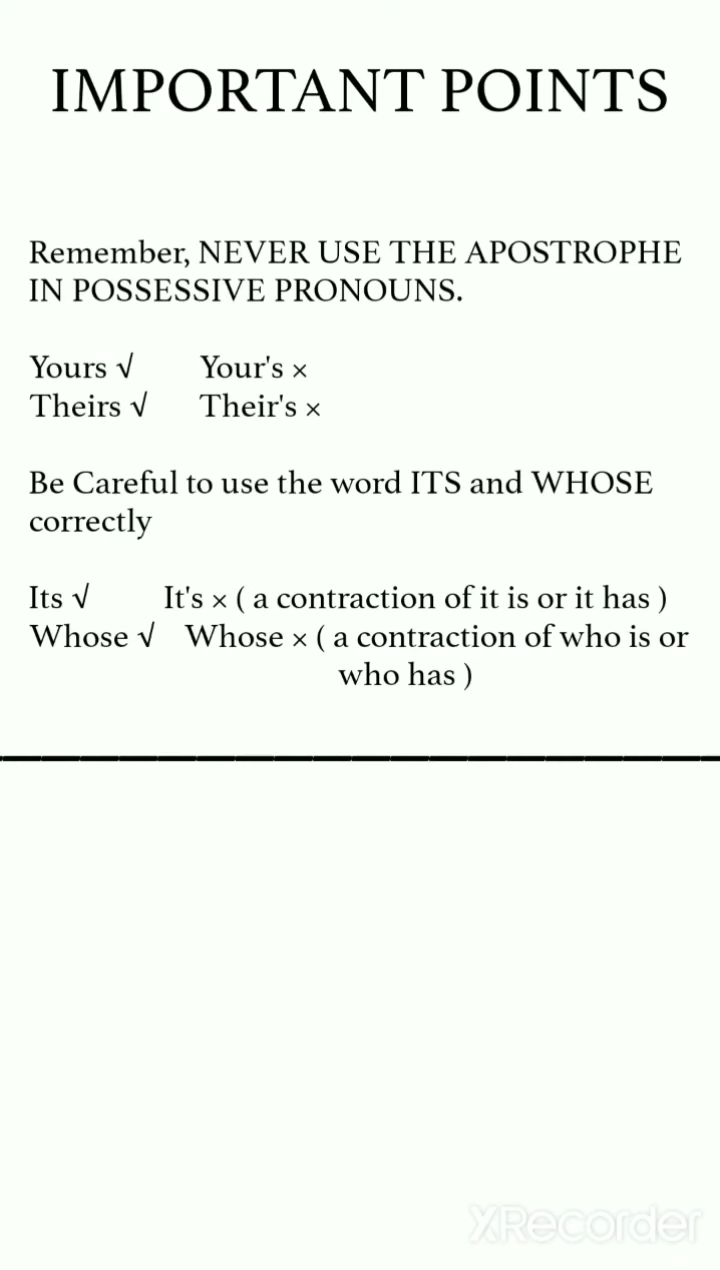 IMPORTANT POINTS
Remember, NEVER USE THE APOSTROPHE
IN POSSESSIVE PRONOUNS.
Yours √ Your's ×
Theirs √ Their's ×
Be Careful to use the word ITS and WHOSE
correctly
Its √ It's × ( a contraction of it is or it has )
Whose √ Whose × ( a contraction of who is or
who has )
XRecorder